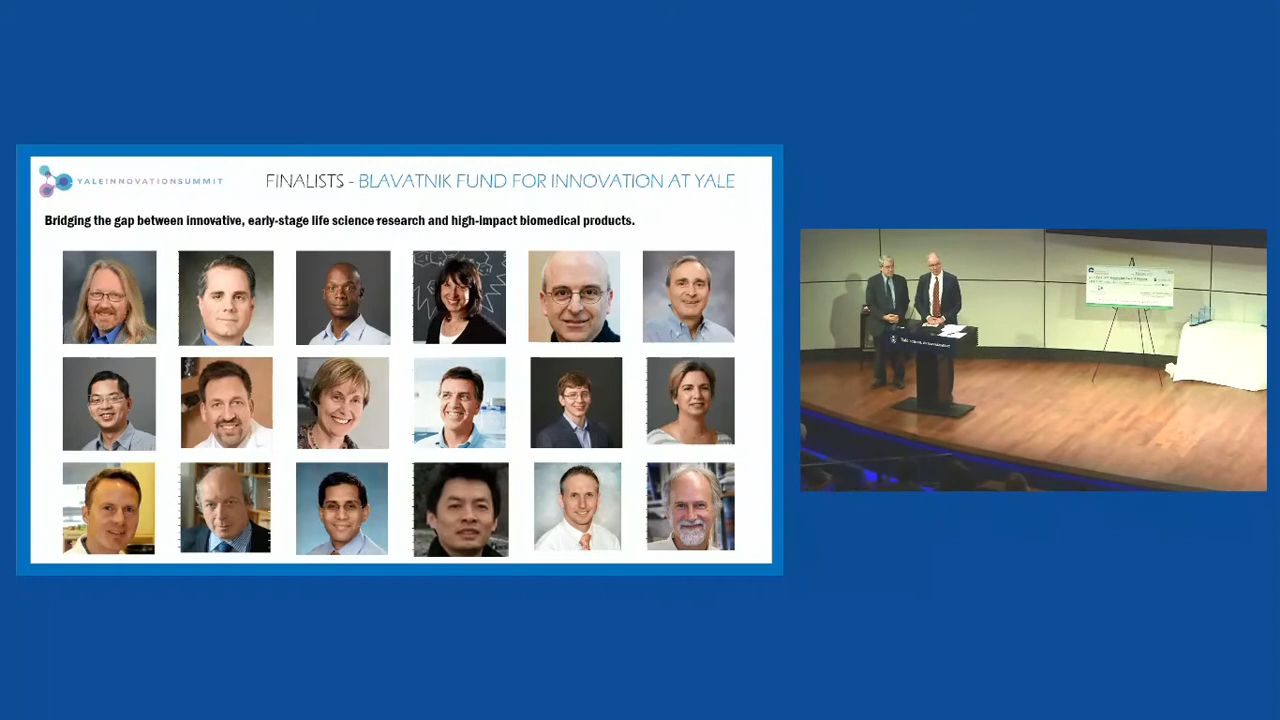 YALEINNOVATIONSUMMIT
FINALISTS - BLAVATNIK FUND FOR INNOVATION AT YALE
Bridging the gap between innovative, early-stage life science research and high-impact biomedical products.